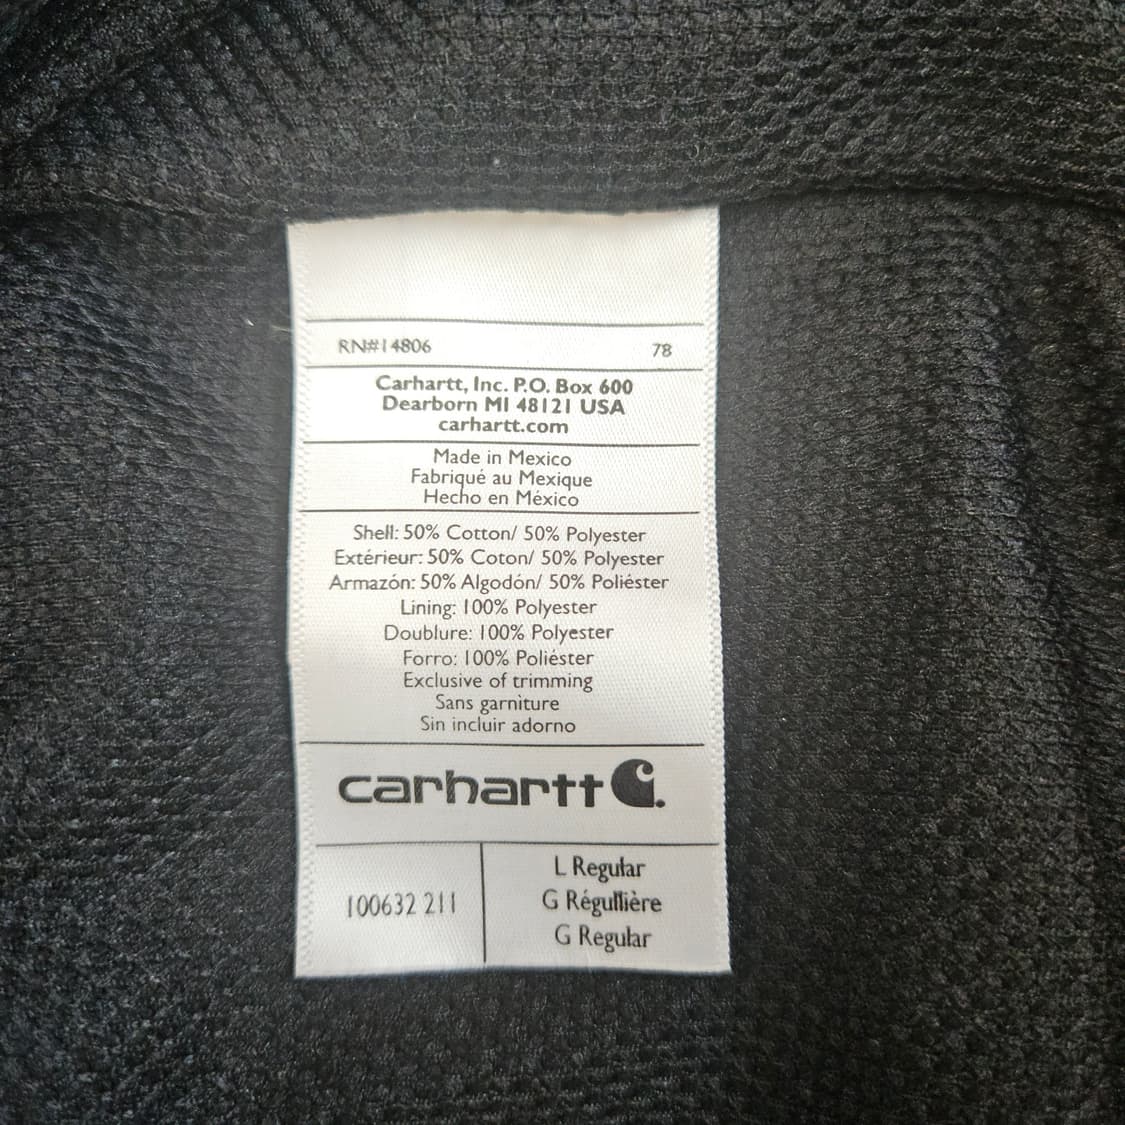 RN#14806 78
Carhartt, Inc. P.O. Box 600
Dearborn MI 48121 USA
carhartt.com
Made in Mexico
Fabriqué au Mexique
Hecho en México
Shell: 50% Cotton/ 50% Polyester
Extérieur: 50% Coton/ 50% Polyester
Armazón: 50% Algodón/ 50% Poliéster
Lining: 100% Polyester
Doublure: 100% Polyester
Forro: 100% Poliéster
Exclusive of trimming
Sans garniture
Sin incluir adorno
carhartt
100632 211
L Regular
G Régullière
G Regular